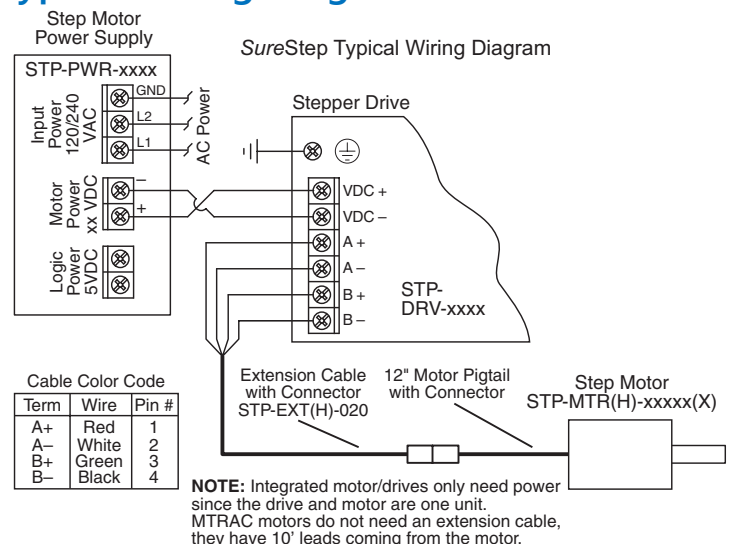 Step Motor
Power Supply
SureStep Typical Wiring Diagram
STP-PWR-xxxx
Input
Power
120/240
VAC
GND
L2
L1
AC Power
Motor
Power
xx VDC
–
+
Logic
Power
5VDC
Stepper Drive
VDC +
VDC –
A +
A –
B +
B –
STP-
DRV-xxxx
Cable Color Code
Term Wire Pin #
A+ Red 1
A– White 2
B+ Green 3
B– Black 4
Extension Cable
with Connector
STP-EXT(H)-020
12" Motor Pigtail
with Connector
Step Motor
STP-MTR(H)-xxxxx(X)
NOTE: Integrated motor/drives only need power
since the drive and motor are one unit.
MTRAC motors do not need an extension cable,
they have 10' leads coming from the motor.